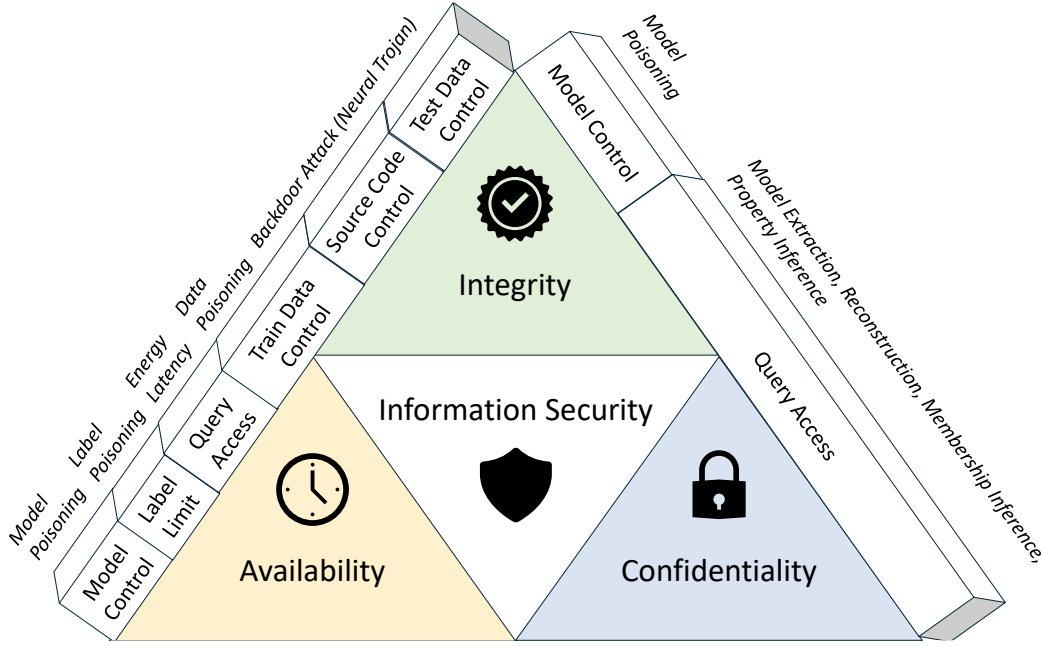 Model
Poisoning
Label
Poisoning
Energy
Latency
Data
Poisoning
Backdoor Attack (Neural Trojan)
Model
Control
Label
Limit
Query
Access
Train Data
Control
Source Code
Control
Test Data
Control
Model Control
Query Access
Model
Poisoning
Model Extraction, Reconstruction, Membership Inference,
Property Inference
Integrity
Information Security
Availability
Confidentiality